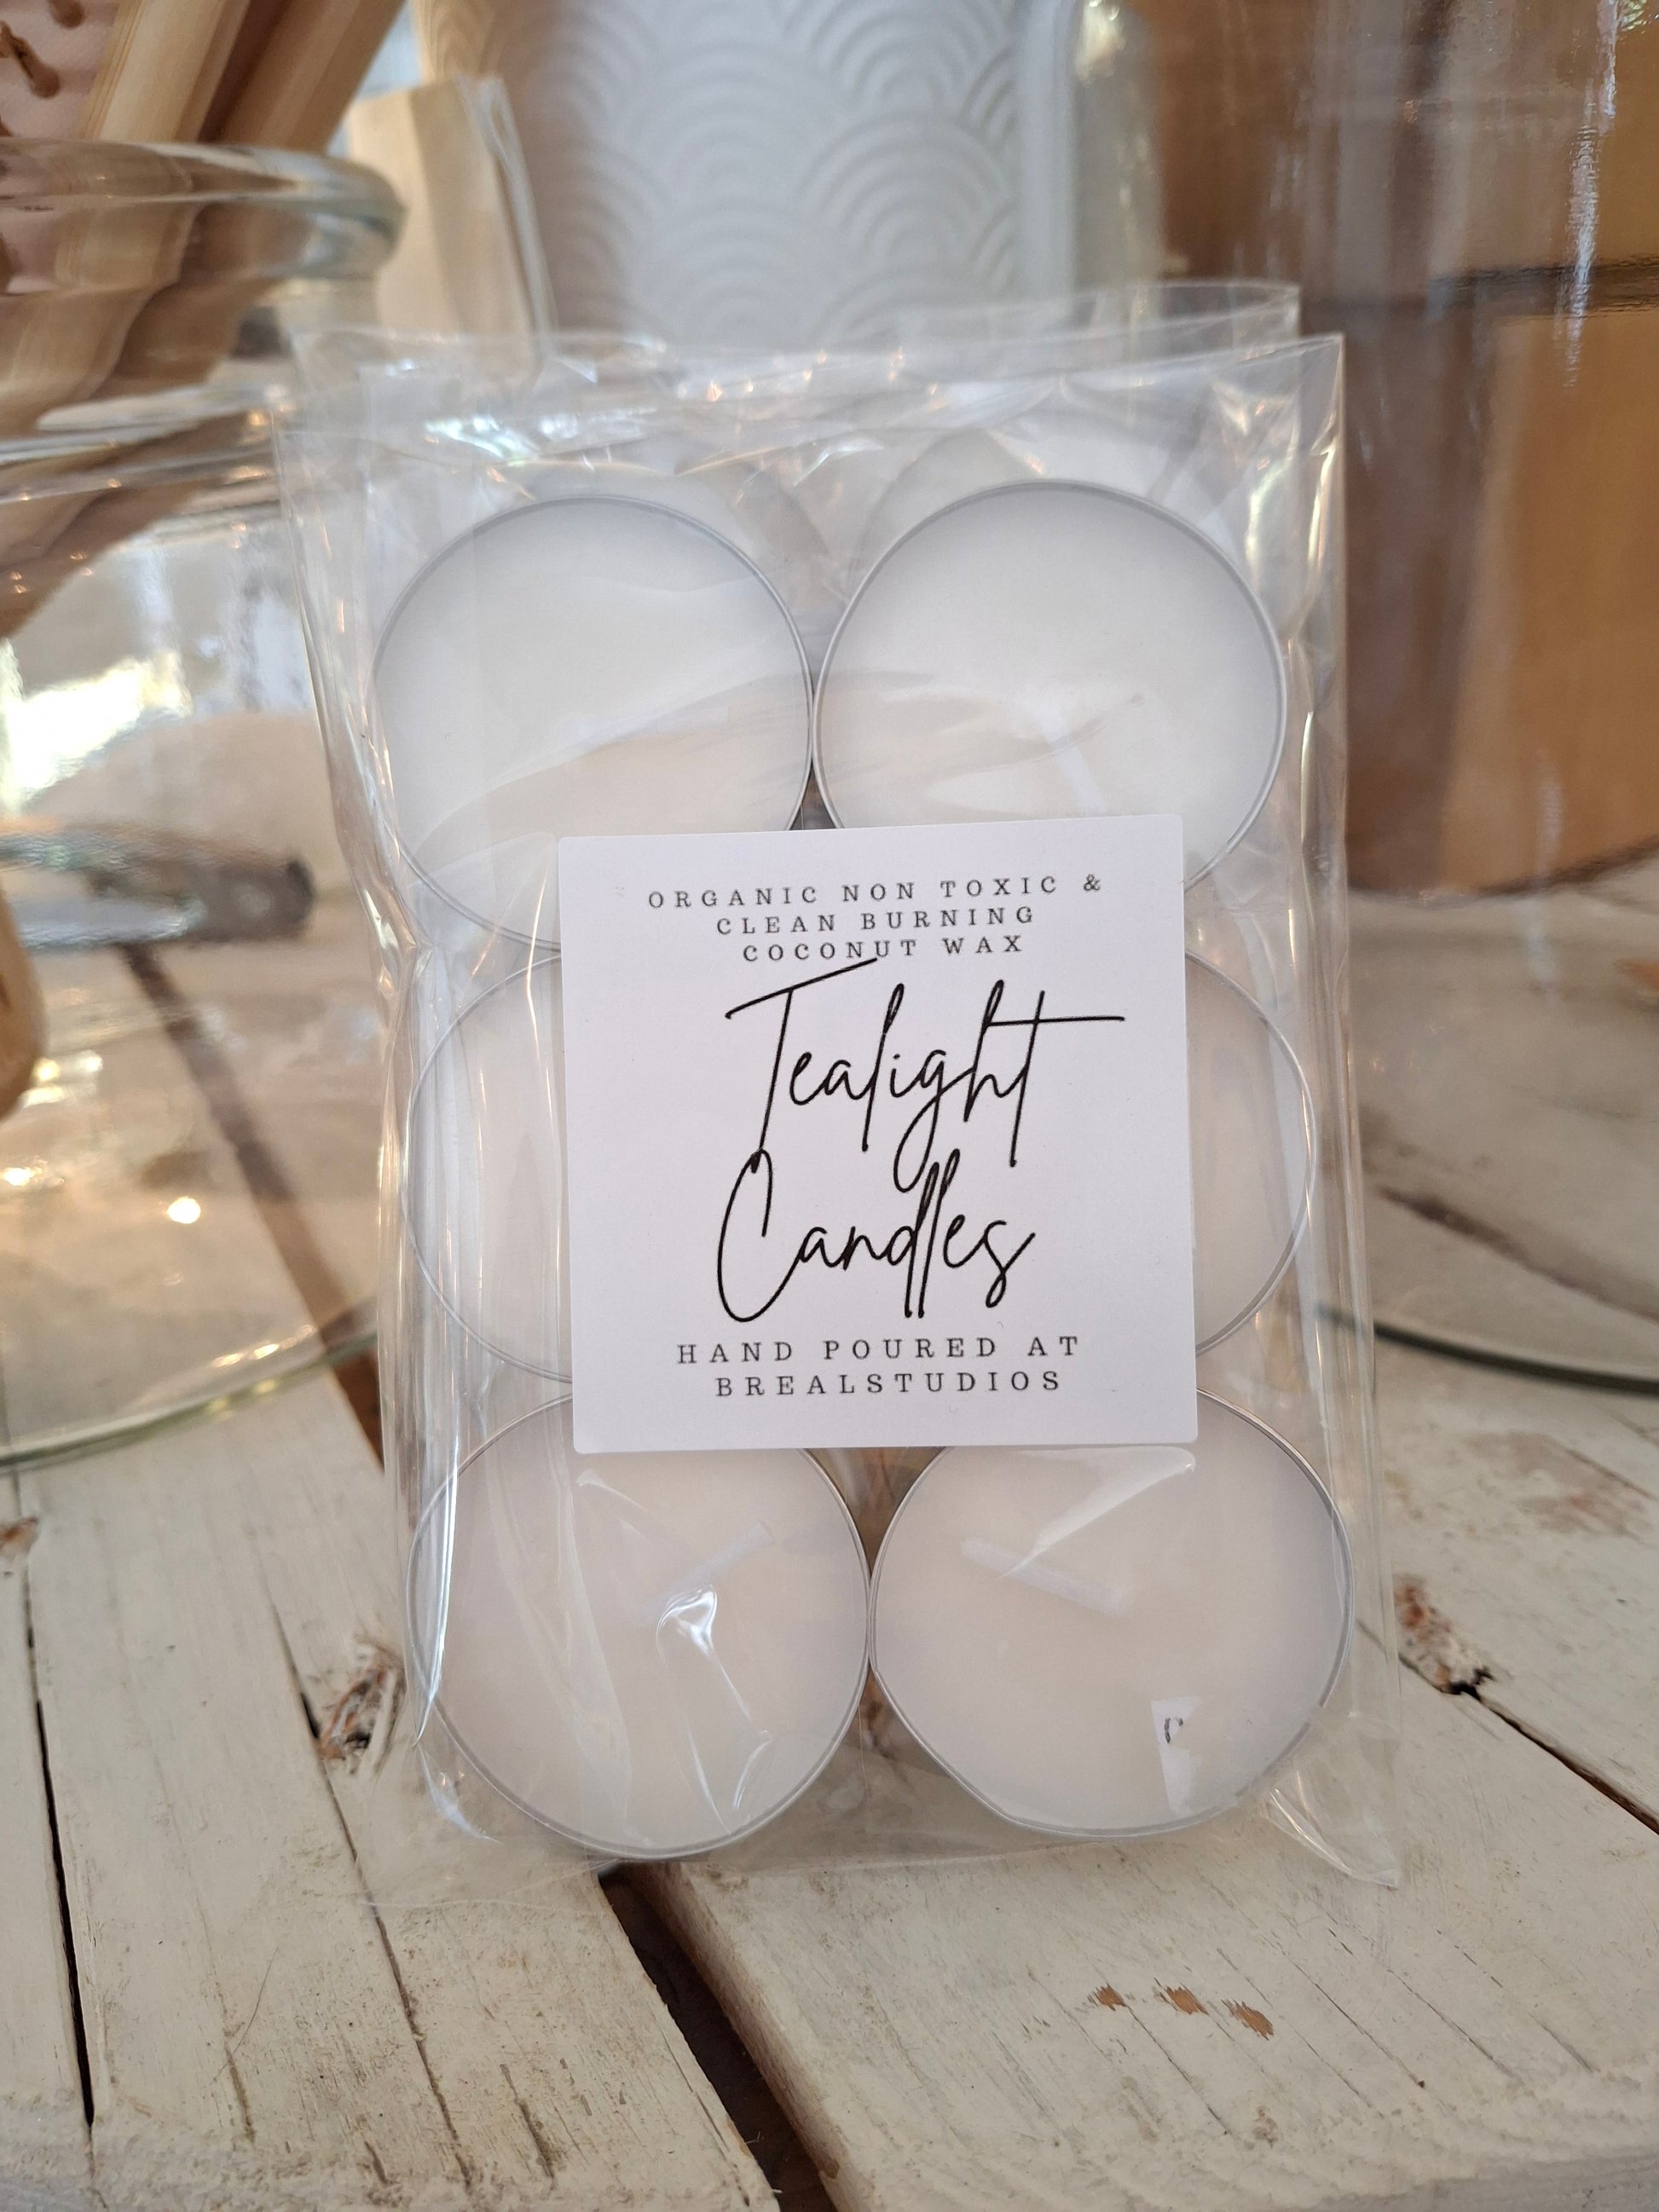 ORGANIC NON TOXIC &
CLEAN BURNING
COCONUT WAX
Tealight
Candles
HAND POURED AT
BREALSTUDIOS